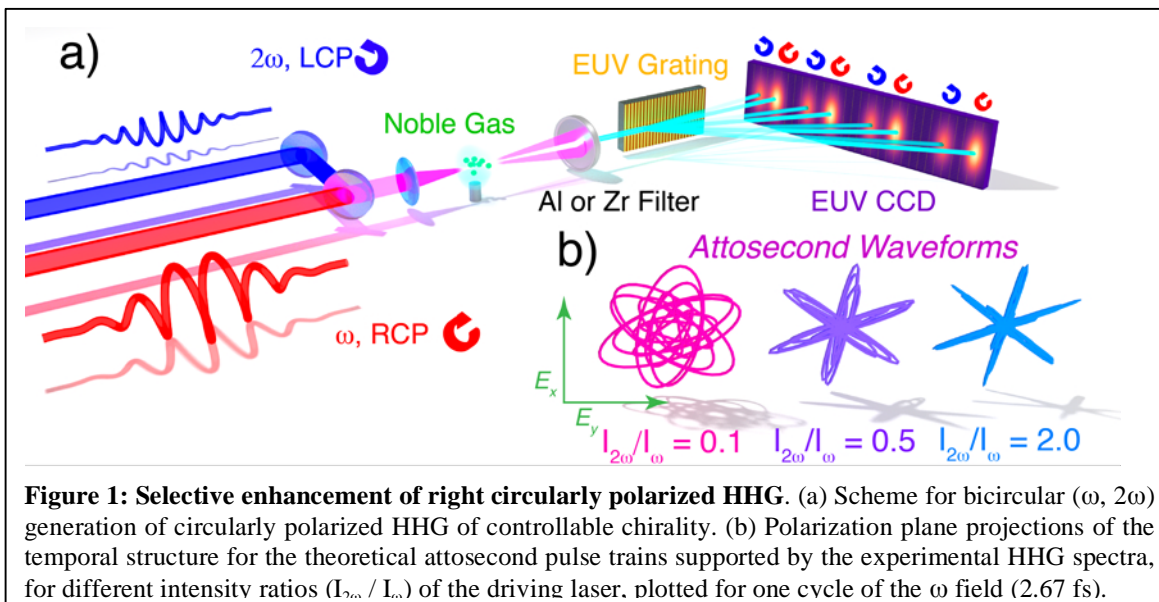 a)
2ω, LCP
Noble Gas
EUV Grating
Al or Zr Filter
EUV CCD
ω, RCP
b)
Attosecond Waveforms
Eₓ
Eᵧ
I₂ω/Iω = 0.1
I₂ω/Iω = 0.5
I₂ω/Iω = 2.0
Figure 1: Selective enhancement of right circularly polarized HHG. (a) Scheme for bicircular (ω, 2ω)
generation of circularly polarized HHG of controllable chirality. (b) Polarization plane projections of the
temporal structure for the theoretical attosecond pulse trains supported by the experimental HHG spectra,
for different intensity ratios (I₂ω / Iω) of the driving laser, plotted for one cycle of the ω field (2.67 fs).